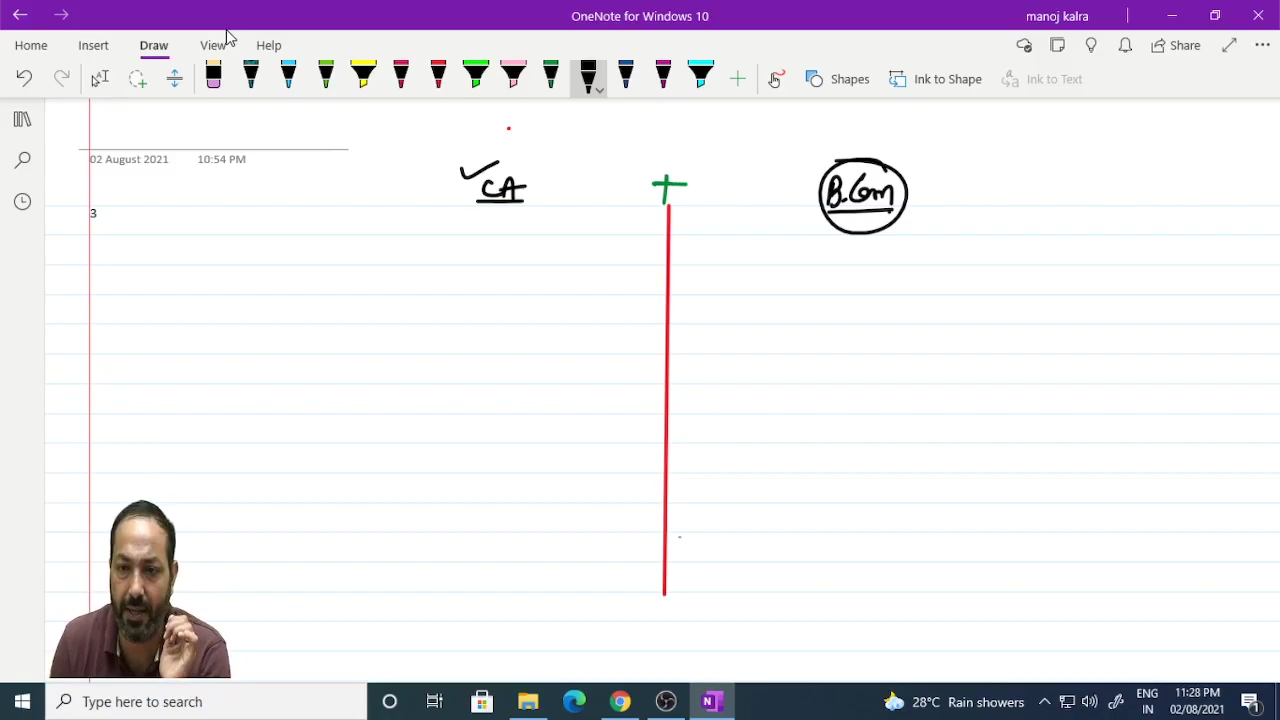 OneNote for Windows 10
manoj kalra
Home Insert Draw View Help
Share
Shapes Ink to Shape Ink to Text
02 August 2021 10:54 PM
CA + B.Com
3
Type here to search
28°C Rain showers
ENG
IN
11:28 PM
02/08/2021
1